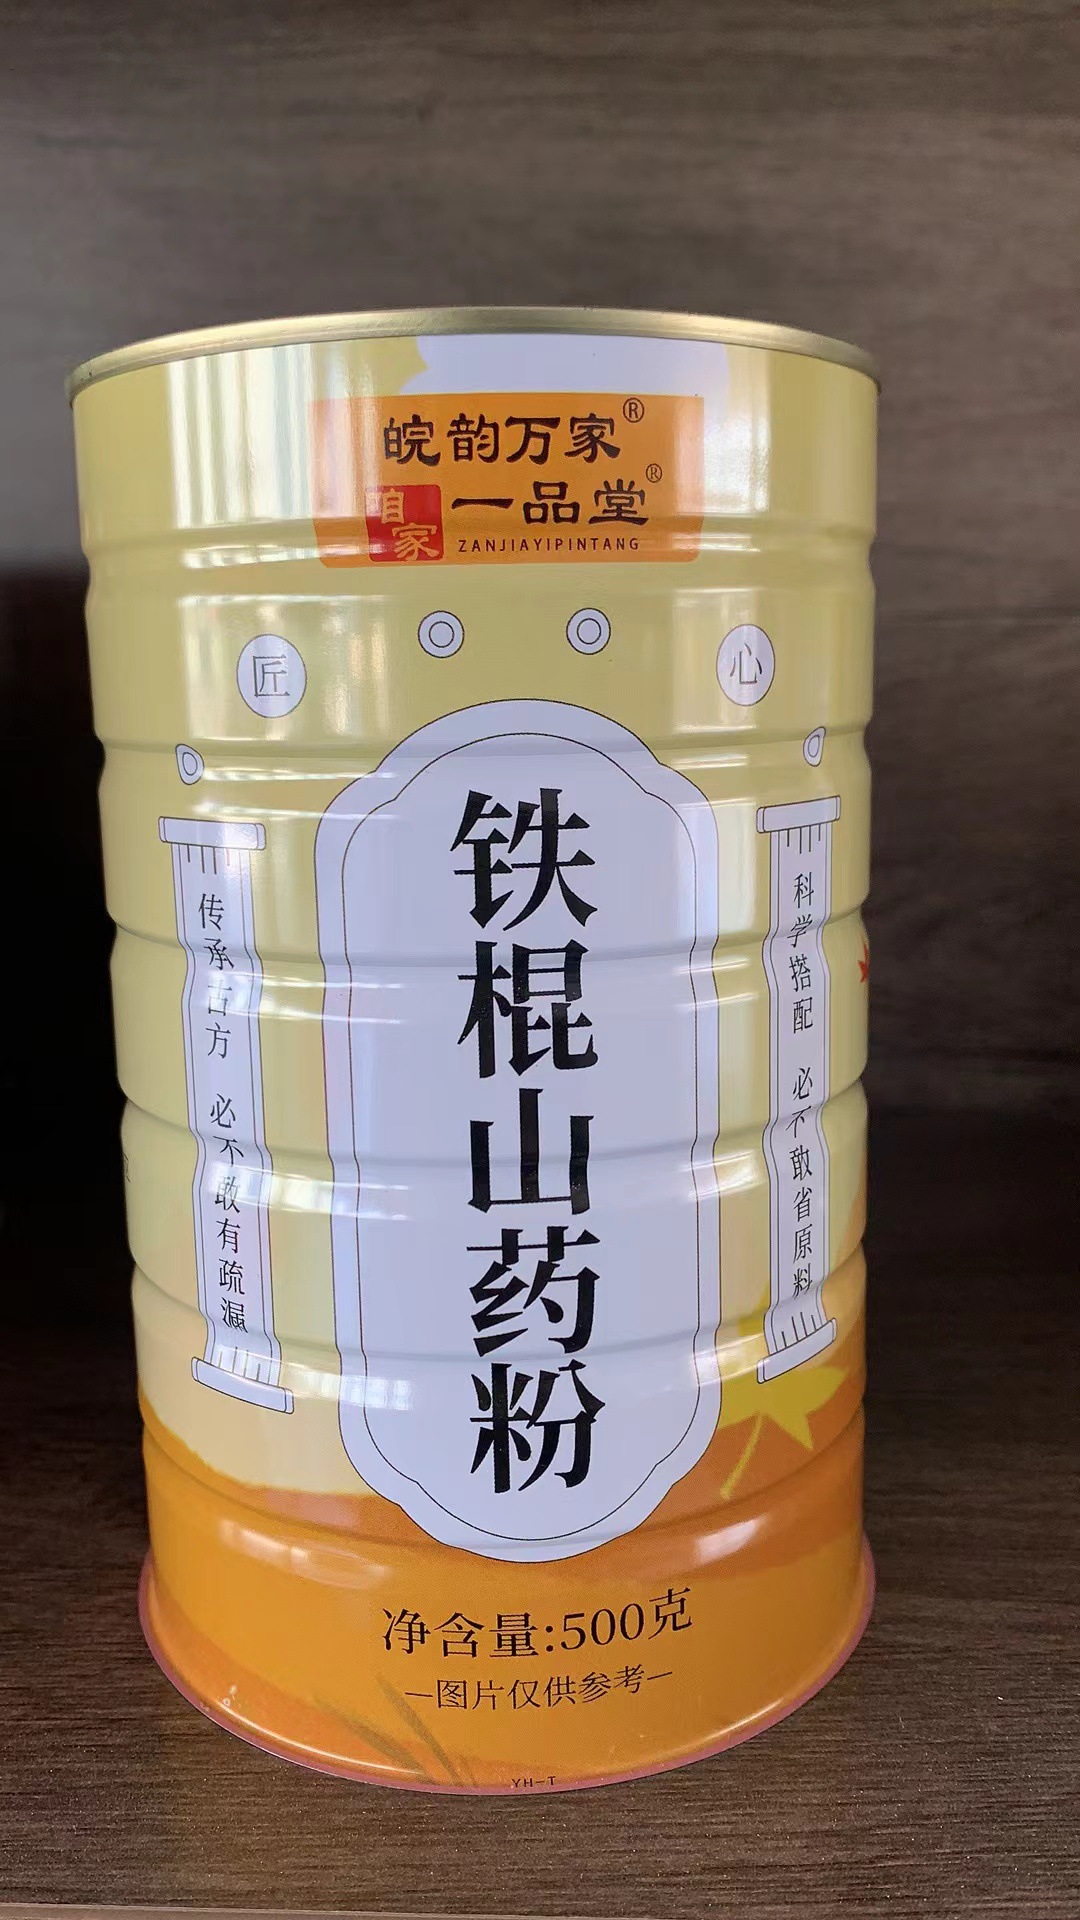 皖韵万家®
咱家
一品堂®
ZANJIAYIPINTANG
匠心
传承古方 必不敢有疏漏
铁棍山药粉
科学搭配 必不敢省原料
净含量:500克
—图片仅供参考—
YH-T